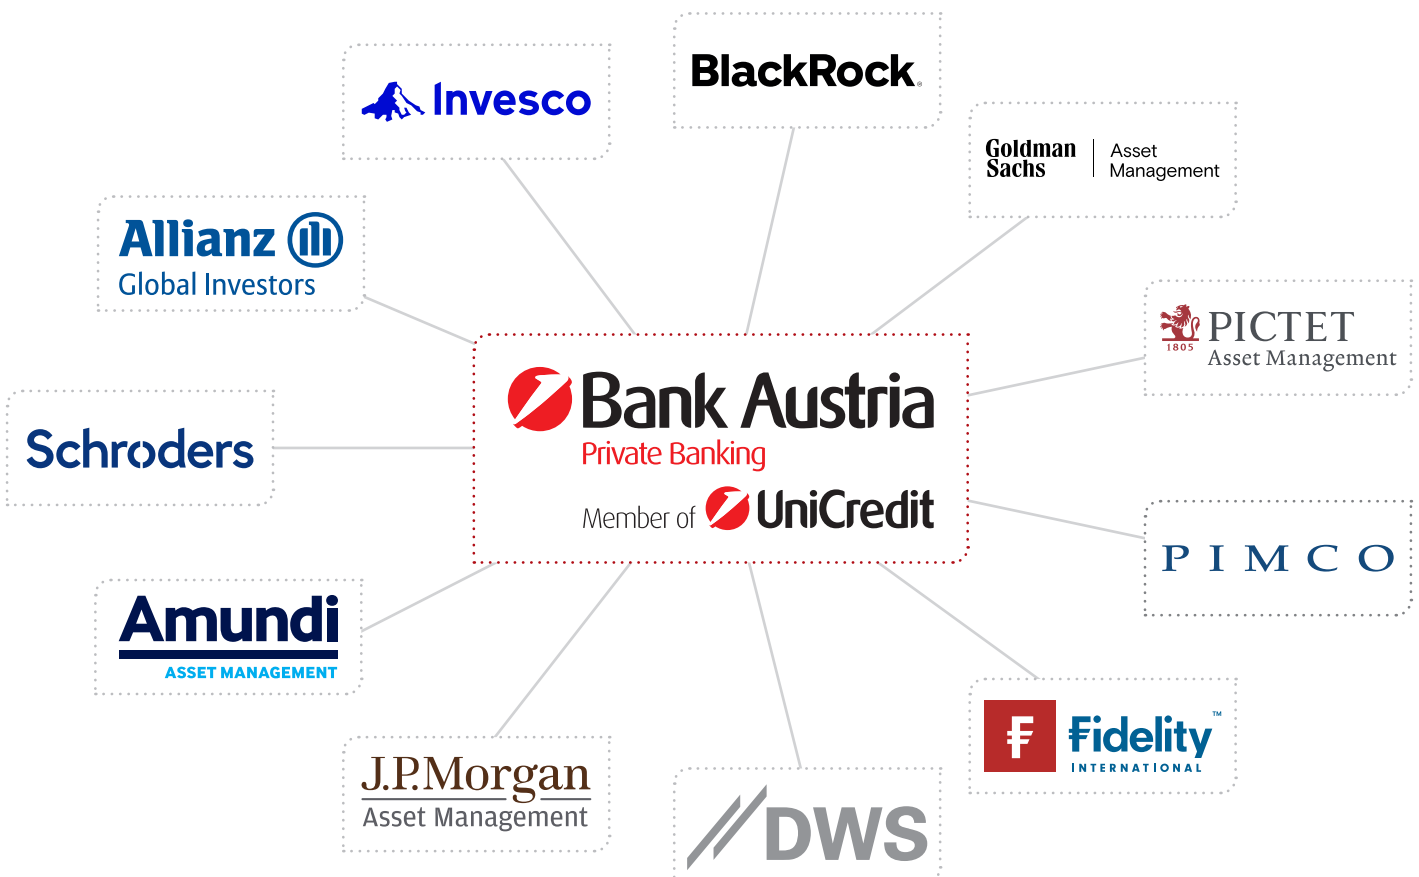 BlackRock®
Invesco
Goldman
Sachs
Asset
Management
Allianz
Global Investors
PICTET
1805
Asset Management
Bank Austria
Private Banking
Member of UniCredit
Schroders
PIMCO
Amundi
ASSET MANAGEMENT
Fidelity™
INTERNATIONAL
J.P.Morgan
Asset Management
DWS